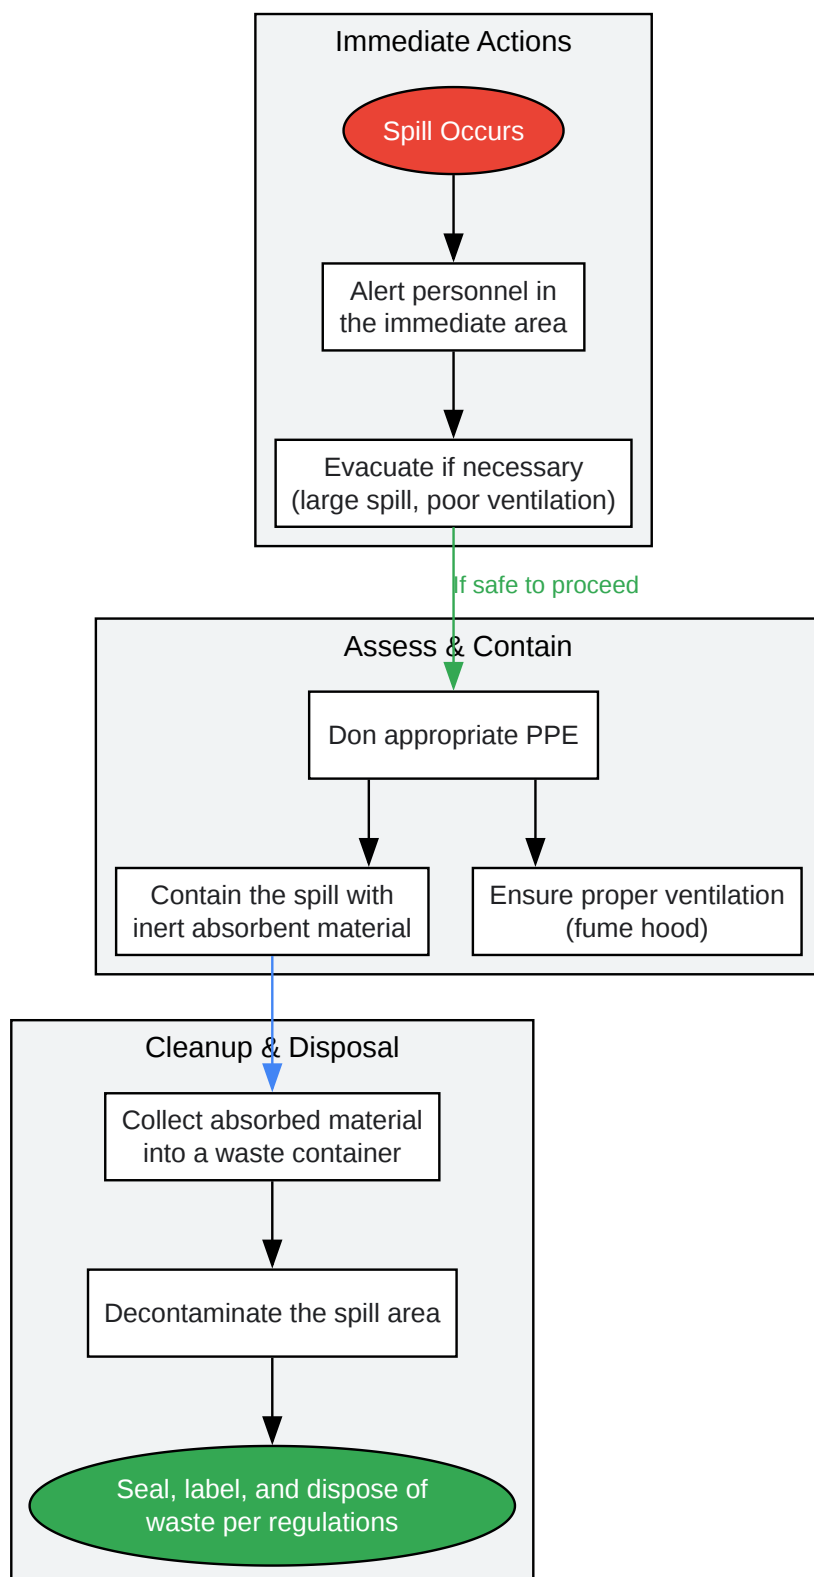 Immediate Actions
Spill Occurs
Alert personnel in
the immediate area
Evacuate if necessary
(large spill, poor ventilation)
If safe to proceed
Assess & Contain
Don appropriate PPE
Contain the spill with
inert absorbent material
Ensure proper ventilation
(fume hood)
Cleanup & Disposal
Collect absorbed material
into a waste container
Decontaminate the spill area
Seal, label, and dispose of
waste per regulations